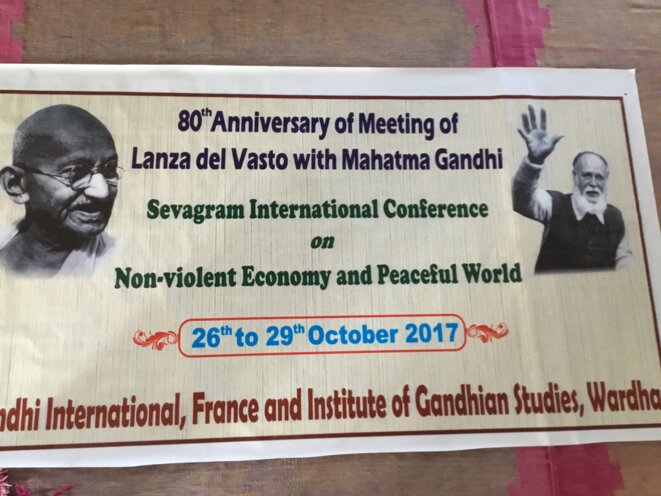 80th Anniversary of Meeting of
Lanza del Vasto with Mahatma Gandhi
Sevagram International Conference
on
Non-violent Economy and Peaceful World
26th to 29th October 2017
ndhi International, France and Institute of Gandhian Studies, Wardha